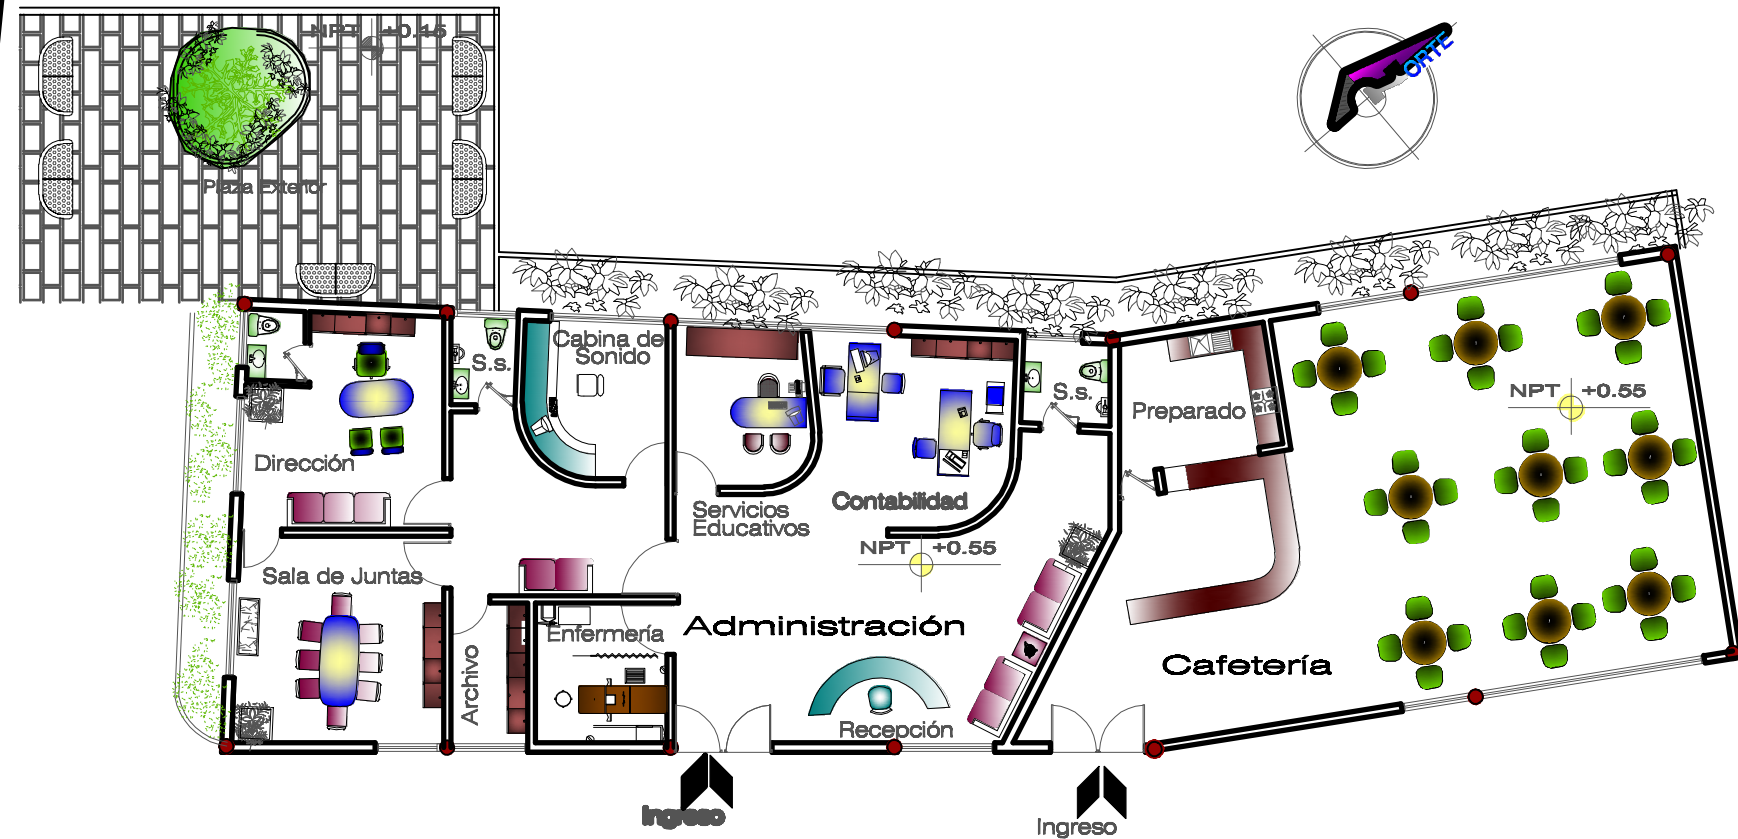 NPT +0.15
ORTE
Plaza Exterior
Cabina de
Sonido
S.s.
S.s.
NPT +0.55
Preparado
Dirección
Contabilidad
Servicios
Educativos
NPT +0.55
Sala de Juntas
Enfermería
Administración
Cafetería
Archivo
Recepción
Ingreso
Ingreso